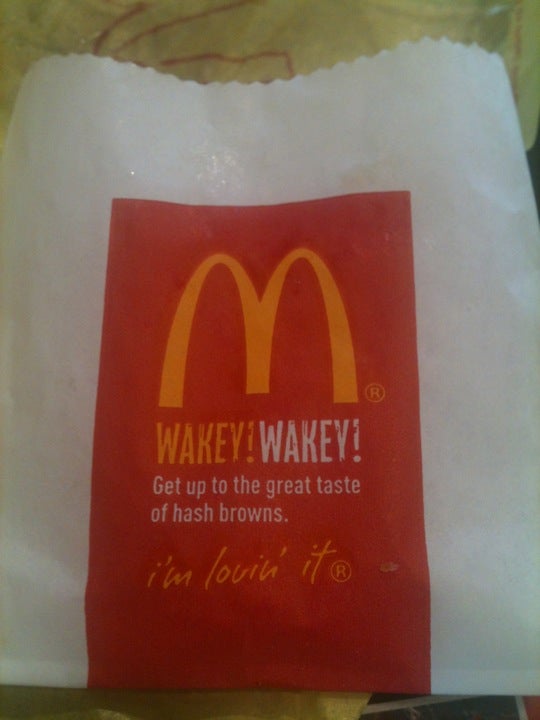 M®
WAKEY! WAKEY!
Get up to the great taste
of hash browns.
i'm lovin' it®